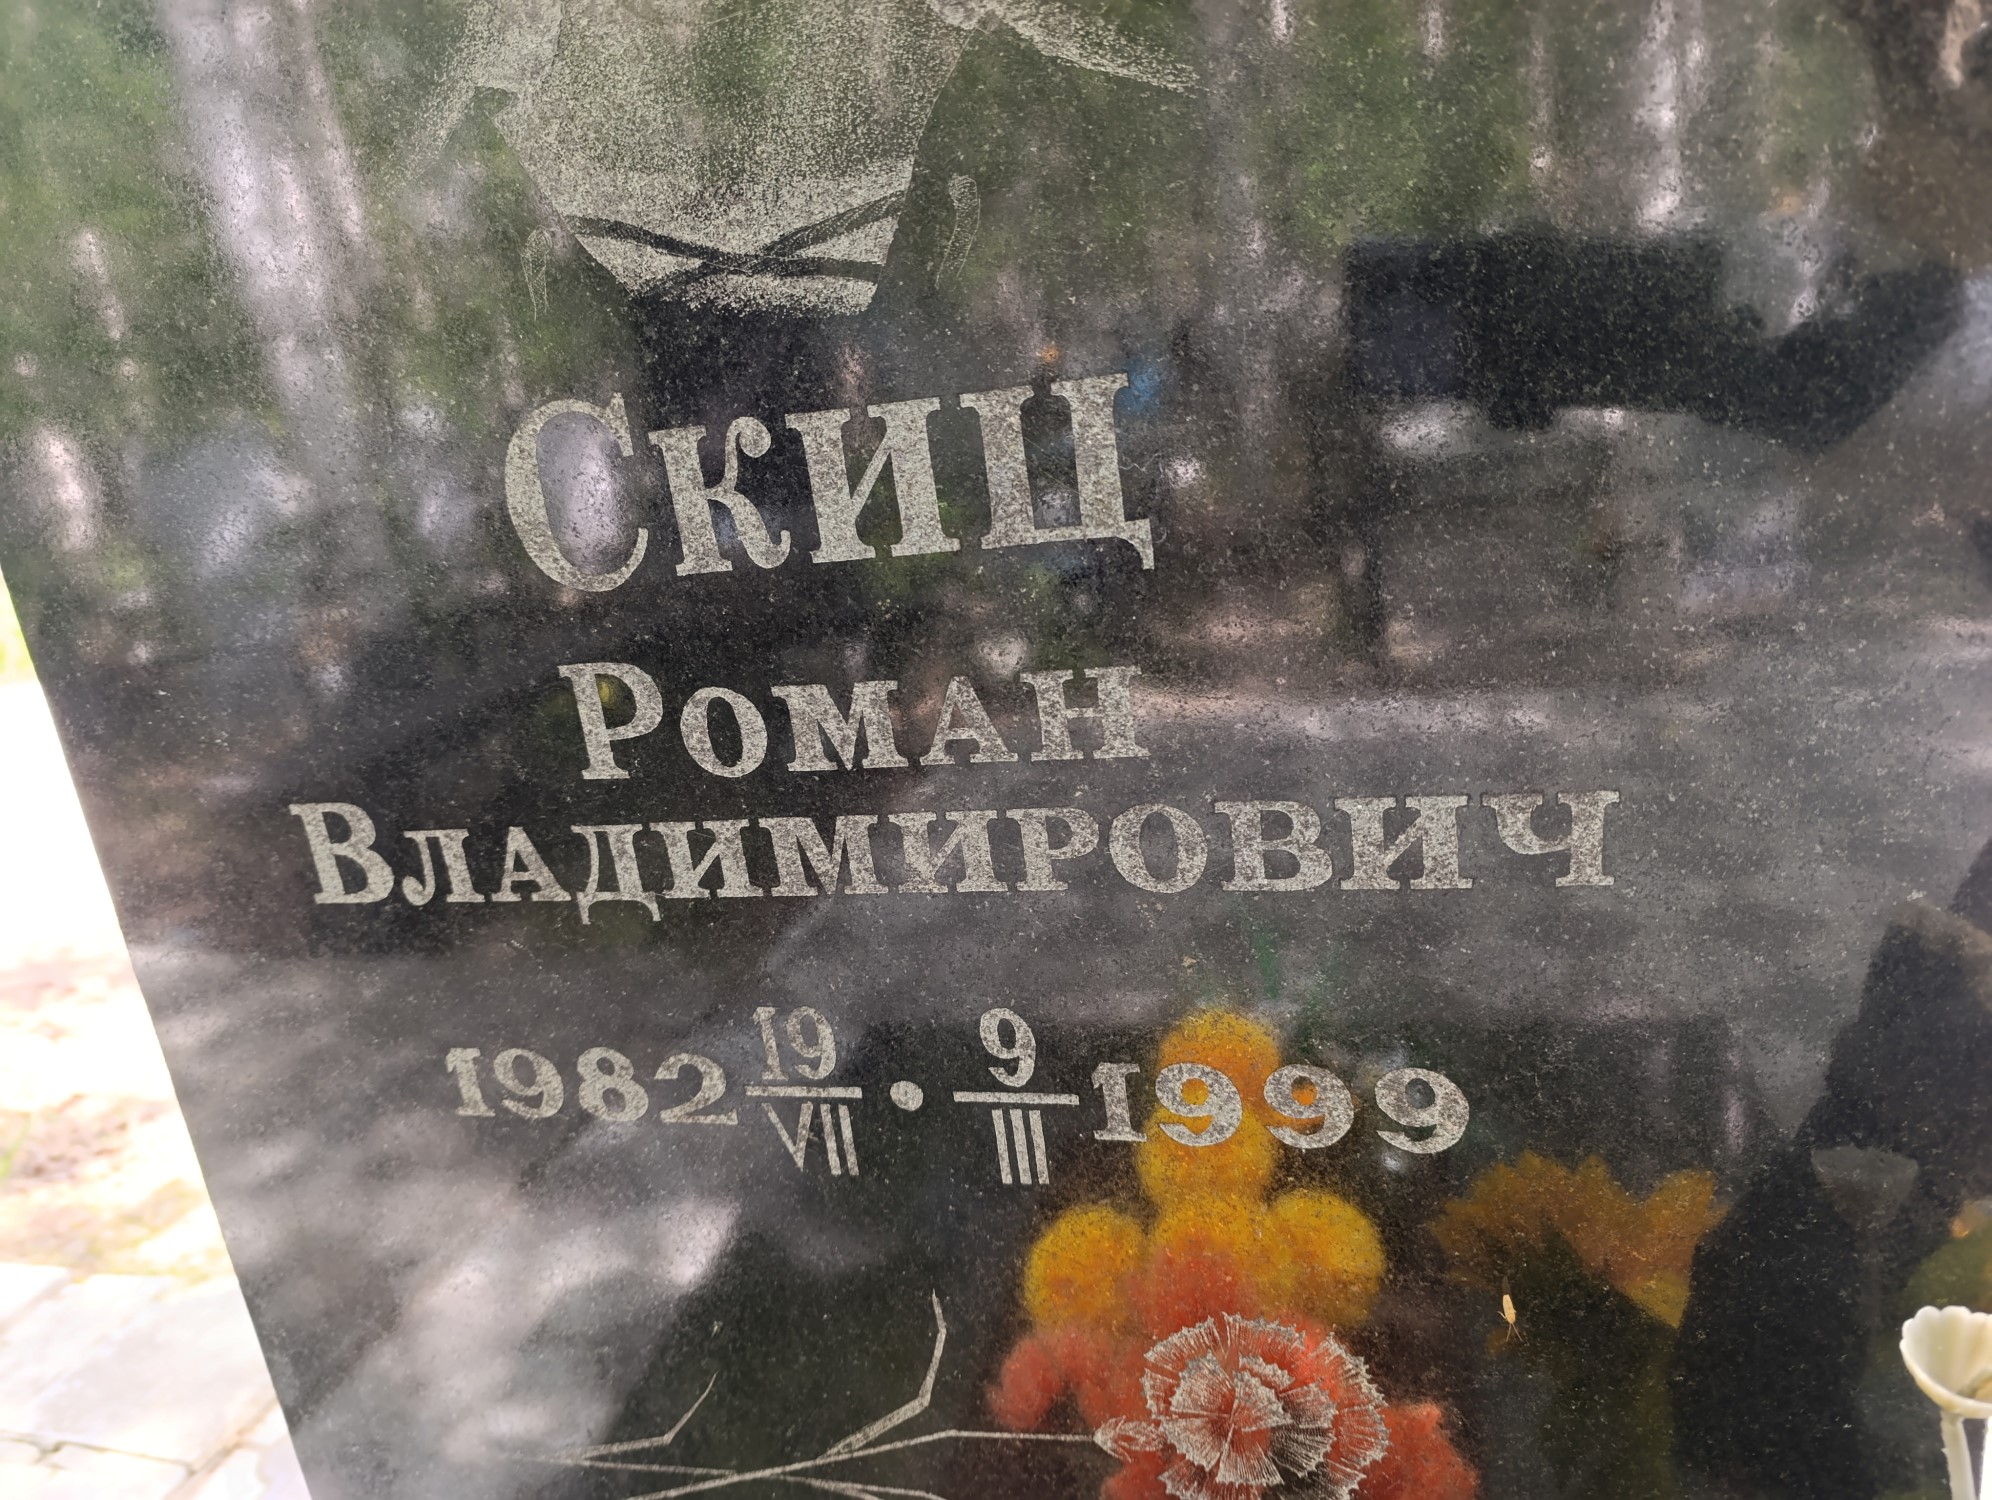 Скиц
Роман
Владимирович
1982 19/VII • 9/III 1999